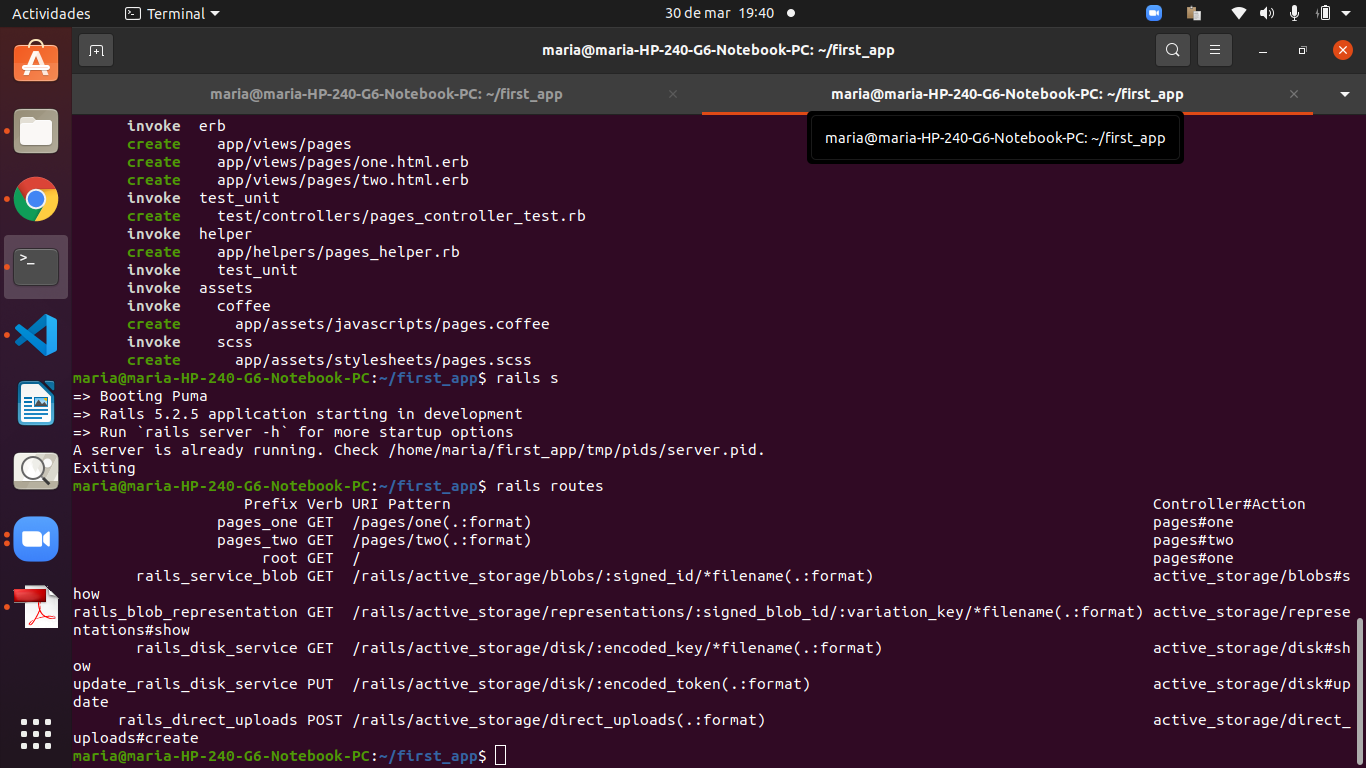 Actividades Terminal 30 de mar 19:40
maria@maria-HP-240-G6-Notebook-PC: ~/first_app
maria@maria-HP-240-G6-Notebook-PC: ~/first_app maria@maria-HP-240-G6-Notebook-PC: ~/first_app
maria@maria-HP-240-G6-Notebook-PC: ~/first_app
invoke  erb
create    app/views/pages
create    app/views/pages/one.html.erb
create    app/views/pages/two.html.erb
invoke  test_unit
create    test/controllers/pages_controller_test.rb
invoke  helper
create    app/helpers/pages_helper.rb
invoke    test_unit
invoke  assets
invoke    coffee
create      app/assets/javascripts/pages.coffee
invoke    scss
create      app/assets/stylesheets/pages.scss
maria@maria-HP-240-G6-Notebook-PC:~/first_app$ rails s
=> Booting Puma
=> Rails 5.2.5 application starting in development
=> Run `rails server -h` for more startup options
A server is already running. Check /home/maria/first_app/tmp/pids/server.pid.
Exiting
maria@maria-HP-240-G6-Notebook-PC:~/first_app$ rails routes
Prefix Verb URI Pattern Controller#Action
pages_one GET  /pages/one(.:format) pages#one
pages_two GET  /pages/two(.:format) pages#two
root GET  / pages#one
rails_service_blob GET  /rails/active_storage/blobs/:signed_id/*filename(.:format) active_storage/blobs#s
how
rails_blob_representation GET  /rails/active_storage/representations/:signed_blob_id/:variation_key/*filename(.:format) active_storage/represe
ntations#show
rails_disk_service GET  /rails/active_storage/disk/:encoded_key/*filename(.:format) active_storage/disk#sh
ow
update_rails_disk_service PUT  /rails/active_storage/disk/:encoded_token(.:format) active_storage/disk#up
date
rails_direct_uploads POST /rails/active_storage/direct_uploads(.:format) active_storage/direct_
uploads#create
maria@maria-HP-240-G6-Notebook-PC:~/first_app$